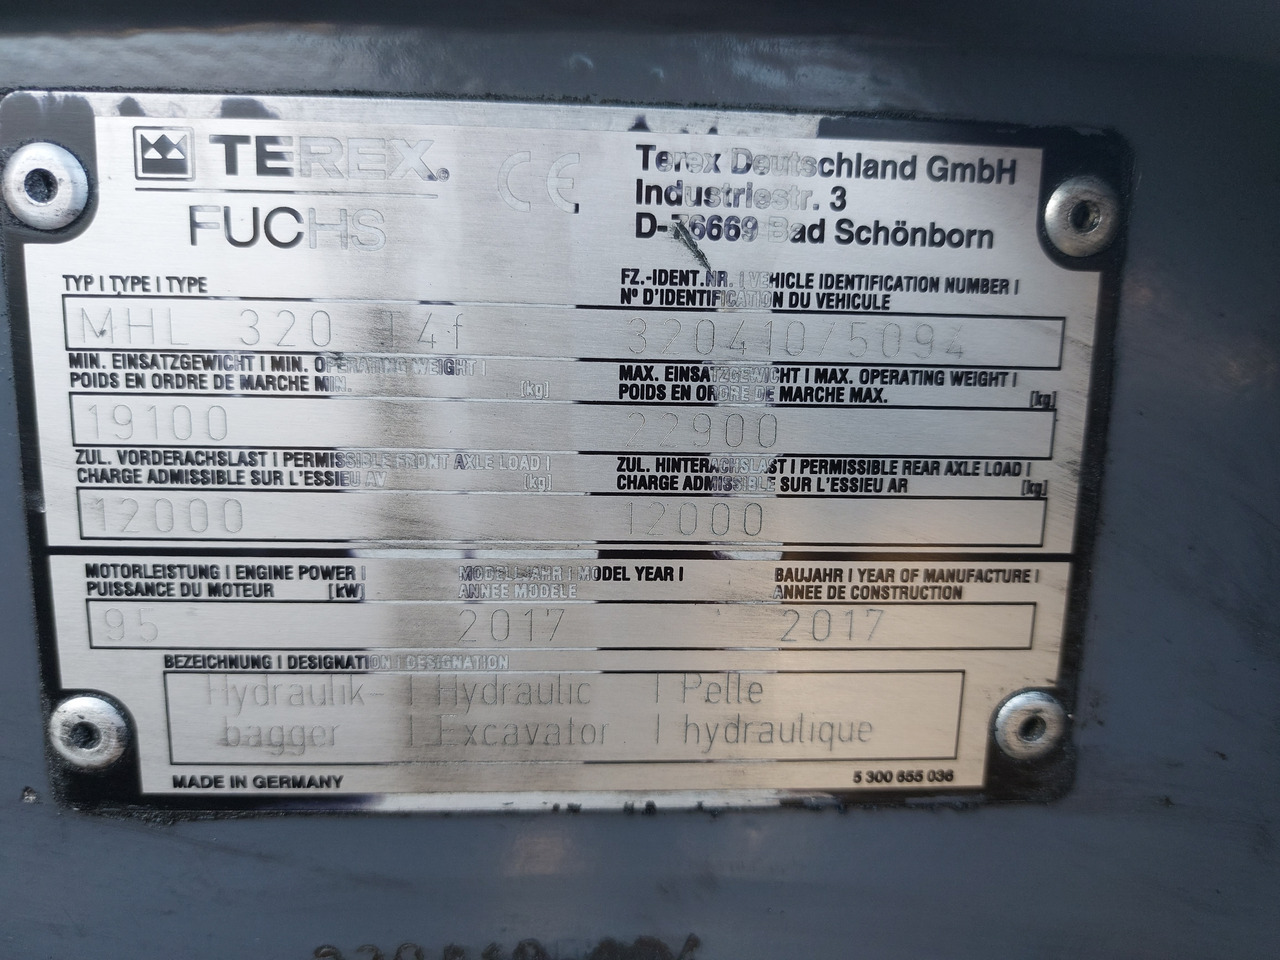 TEREX®
FUCHS
CE
Terex Deutschland GmbH
Industriestr. 3
D-76669 Bad Schönborn
TYP | TYPE | TYPE
MHL 320 T4f
FZ.-IDENT.NR. | VEHICLE IDENTIFICATION NUMBER |
Nº D'IDENTIFICATION DU VEHICULE
320410/5094
MIN. EINSATZGEWICHT | MIN. OPERATING WEIGHT |
POIDS EN ORDRE DE MARCHE MIN. [kg]
19100
MAX. EINSATZGEWICHT | MAX. OPERATING WEIGHT |
POIDS EN ORDRE DE MARCHE MAX. [kg]
22900
ZUL. VORDERACHSLAST | PERMISSIBLE FRONT AXLE LOAD |
CHARGE ADMISSIBLE SUR L'ESSIEU AV [kg]
12000
ZUL. HINTERACHSLAST | PERMISSIBLE REAR AXLE LOAD |
CHARGE ADMISSIBLE SUR L'ESSIEU AR [kg]
12000
MOTORLEISTUNG | ENGINE POWER |
PUISSANCE DU MOTEUR [kW]
95
MODELLJAHR | MODEL YEAR |
ANNÉE MODELE
2017
BAUJAHR | YEAR OF MANUFACTURE |
ANNÉE DE CONSTRUCTION
2017
BEZEICHNUNG | DESIGNATION | DESIGNATION
Hydraulik- | Hydraulic | Pelle
bagger | Excavator | hydraulique
MADE IN GERMANY
5 300 655 036